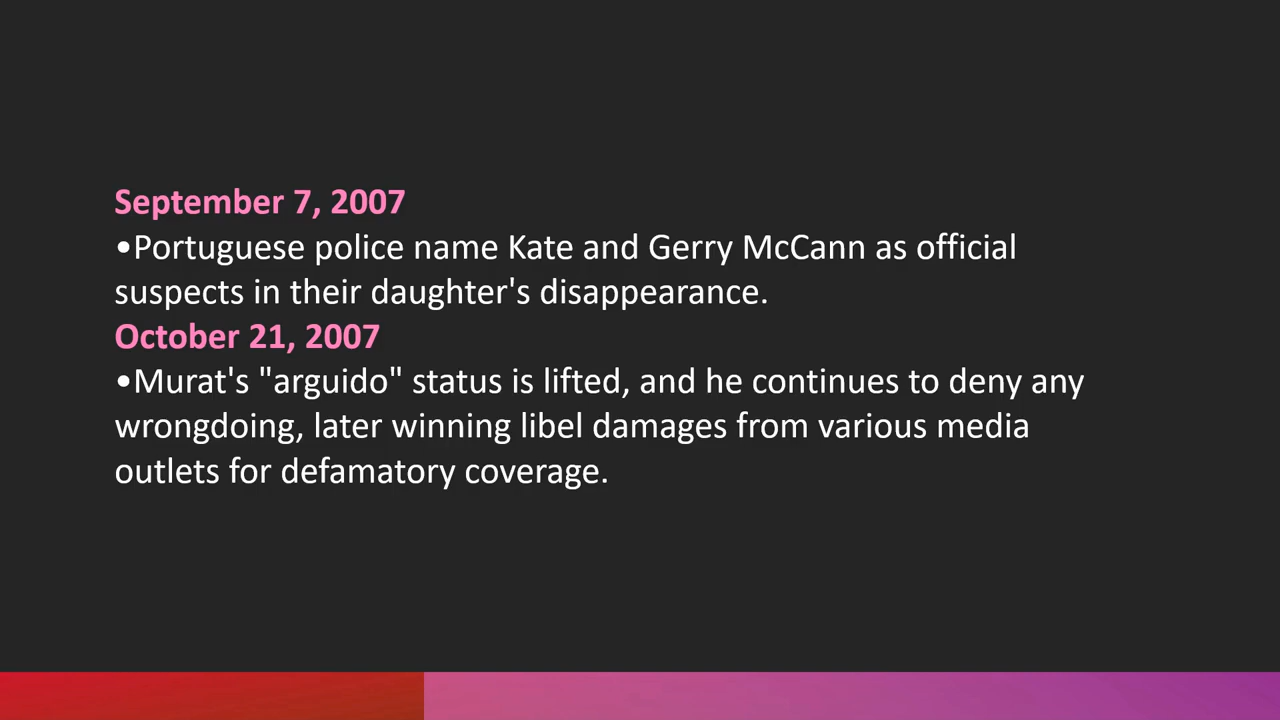 September 7, 2007
•Portuguese police name Kate and Gerry McCann as official
suspects in their daughter's disappearance.
October 21, 2007
•Murat's "arguido" status is lifted, and he continues to deny any
wrongdoing, later winning libel damages from various media
outlets for defamatory coverage.